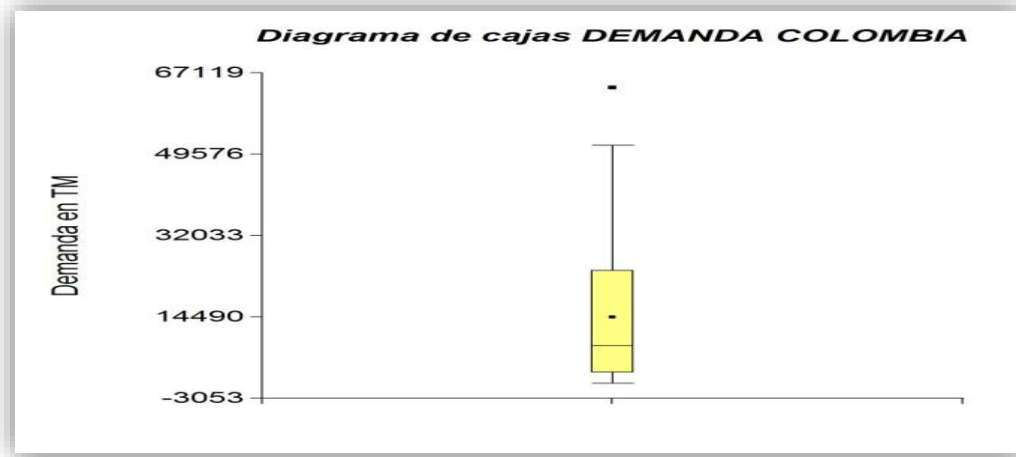 Diagrama de cajas DEMANDA COLOMBIA
67119
49576
Demanda en TM
32033
14490
-3053